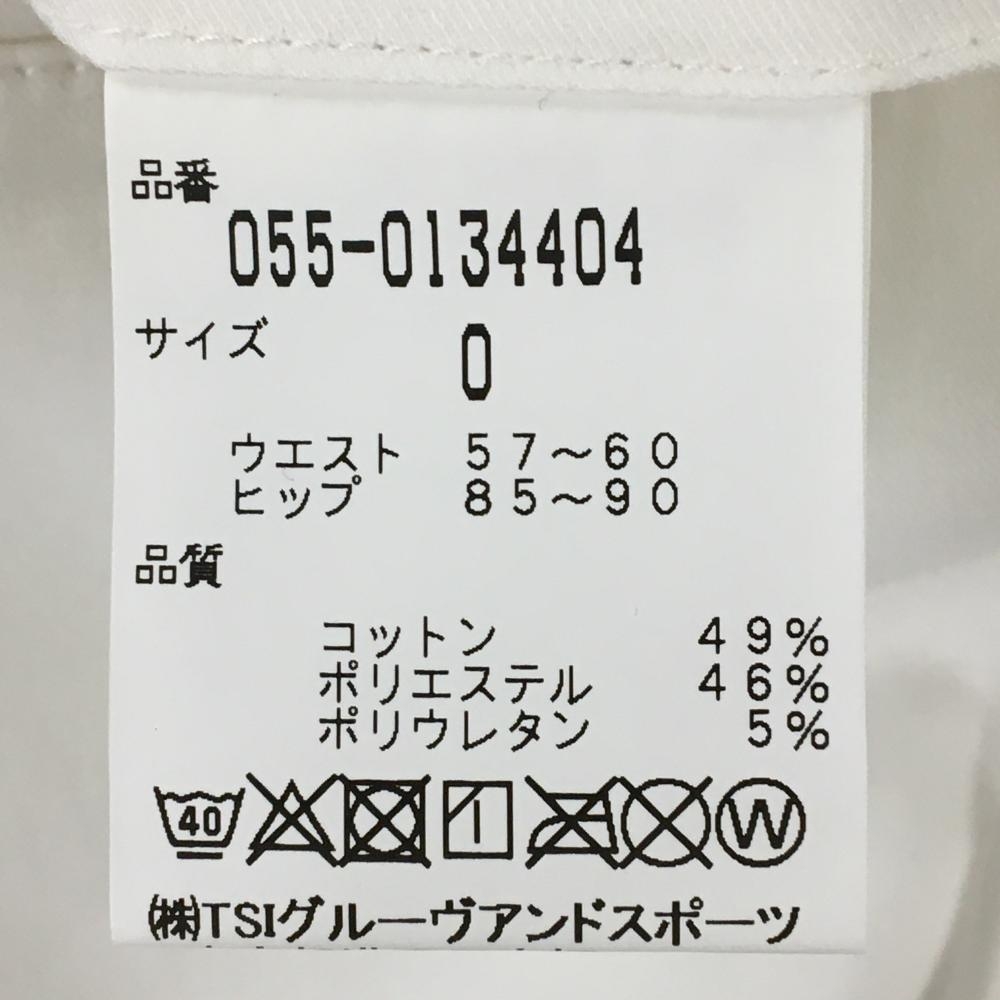 品番
055-0134404
サイズ
0
ウエスト 57～60
ヒップ 85～90
品質
コットン 49%
ポリエステル 46%
ポリウレタン 5%
40 W
㈱TSIグルーヴアンドスポーツ